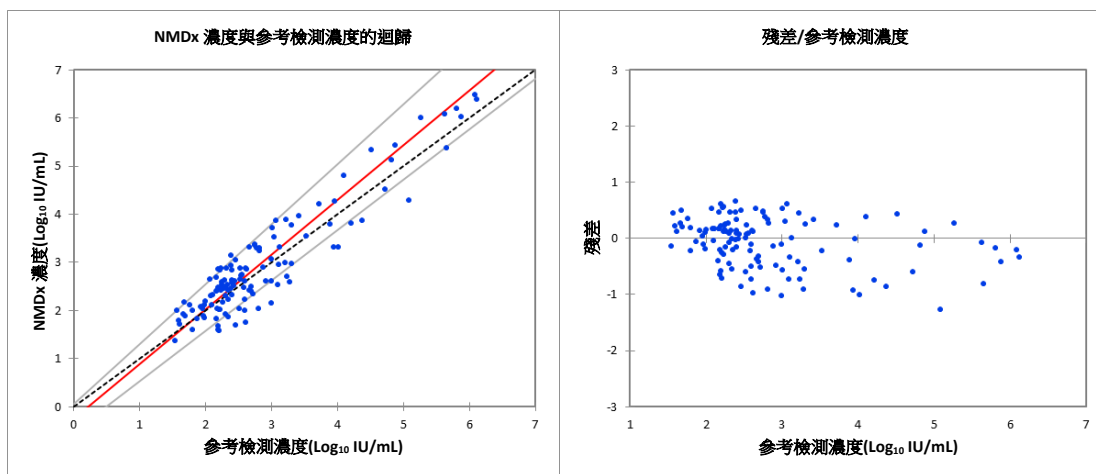 NMDx 濃度與參考檢測濃度的迴歸
NMDx 濃度(Log₁₀ IU/mL)
7
6
5
4
3
2
1
0
0 1 2 3 4 5 6 7
參考檢測濃度(Log₁₀ IU/mL)
殘差/參考檢測濃度
殘差
3
2
1
0
-1
-2
-3
1 2 3 4 5 6 7
參考檢測濃度(Log₁₀ IU/mL)